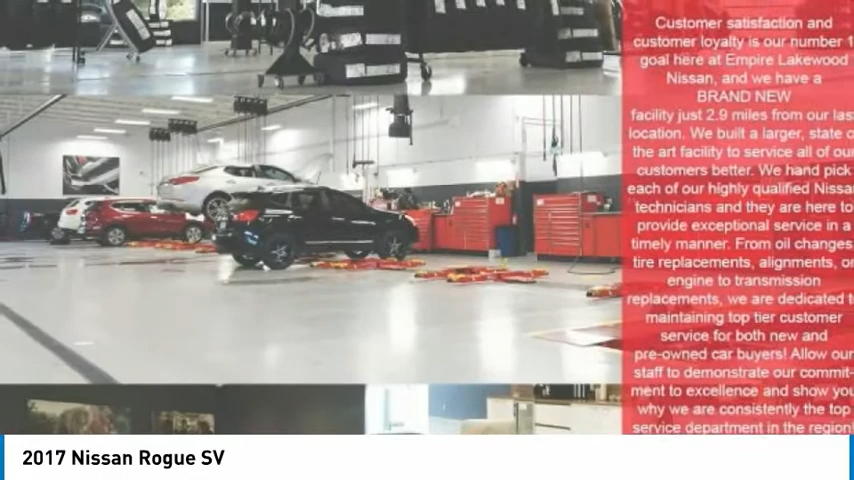 Customer satisfaction and
customer loyalty is our number 1
goal here at Empire Lakewood
Nissan, and we have a
BRAND NEW
facility just 2.9 miles from our last
location. We built a larger, state o
the art facility to service all of our
customers better. We hand pick
each of our highly qualified Nissa
technicians and they are here to
provide exceptional service in a
timely manner. From oil changes,
tire replacements, alignments, or
engine to transmission
replacements, we are dedicated t
maintaining top tier customer
service for both new and
pre-owned car buyers! Allow our
staff to demonstrate our commit-
ment to excellence and show you
why we are consistently the top
service department in the region!
2017 Nissan Rogue SV